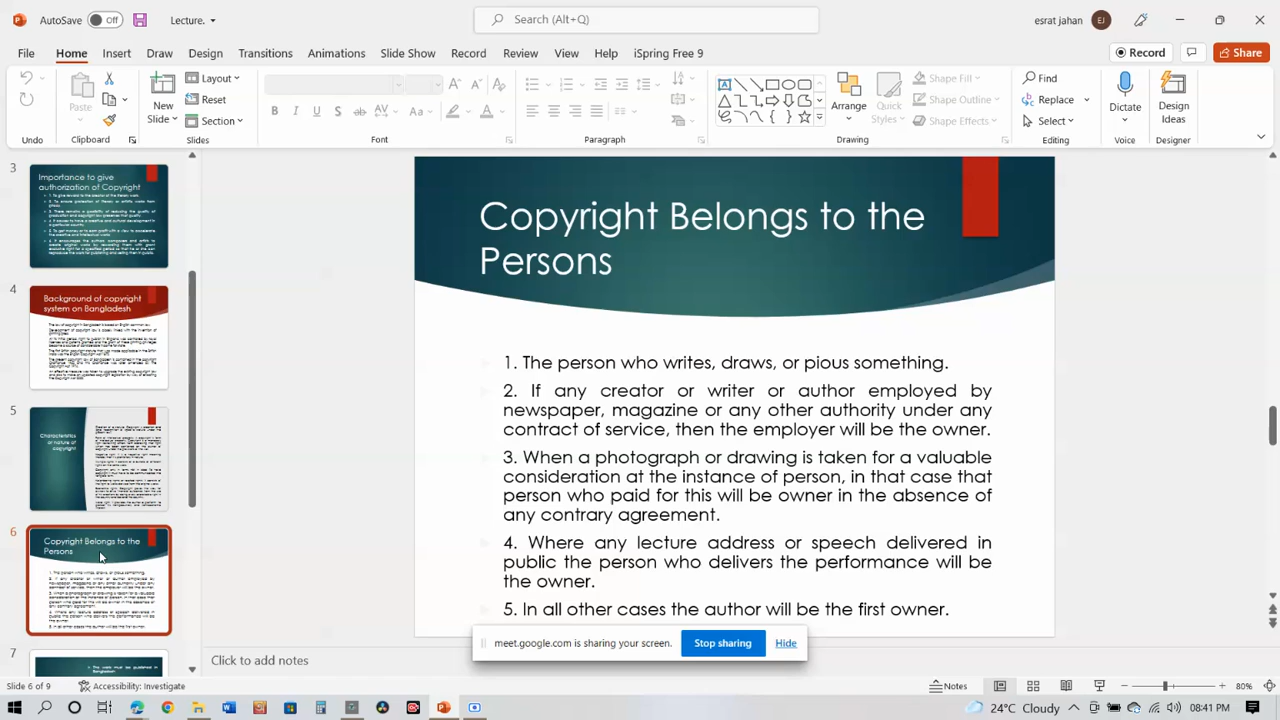 AutoSave Off Lecture. Search (Alt+Q) esrat jahan EJ
File Home Insert Draw Design Transitions Animations Slide Show Record Review View Help iSpring Free 9 Record Share
Layout Find Shape Fill
Paste New Slide Reset Arrange Quick Styles Shape Outline Replace Dictate Design Ideas
Section Shape Effects Select
Undo Clipboard Slides Font Paragraph Drawing Editing Voice Designer
3
Importance to give
authorization of Copyright
4
Background of copyright
system on Bangladesh
5
Characteristics
or nature of
copyright
6
Copyright Belongs to the
Persons
7
Copyright Belongs to the
Persons
1. The person who writes, draws, or pious something.
2. If any creator or writer or author employed by
newspaper, magazine or any other authority under any
contract of service, then the employer will be the owner.
3. When a photograph or drawing is taken for a valuable
consideration at the instance of person, in that case that
person who paid for this will be owner in the absence of
any contrary agreement.
4. Where any lecture address or speech delivered in
public the person who delivers the performance will be
the owner.
5. In all other cases the author will be the first owner.
meet.google.com is sharing your screen. Stop sharing Hide
Click to add notes
Slide 6 of 9 Accessibility: Investigate Notes 80%
24°C Cloudy 08:41 PM